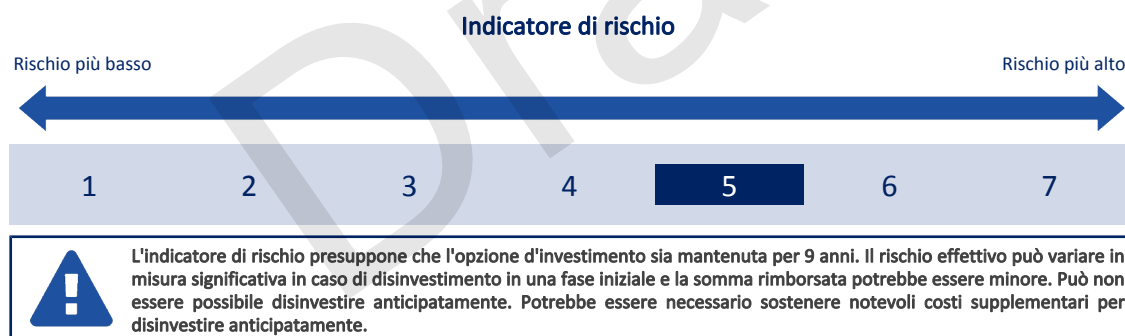 Indicatore di rischio
Rischio più basso
Rischio più alto
1 2 3 4 5 6 7
L'indicatore di rischio presuppone che l'opzione d'investimento sia mantenuta per 9 anni. Il rischio effettivo può variare in
misura significativa in caso di disinvestimento in una fase iniziale e la somma rimborsata potrebbe essere minore. Può non
essere possibile disinvestire anticipatamente. Potrebbe essere necessario sostenere notevoli costi supplementari per
disinvestire anticipatamente.